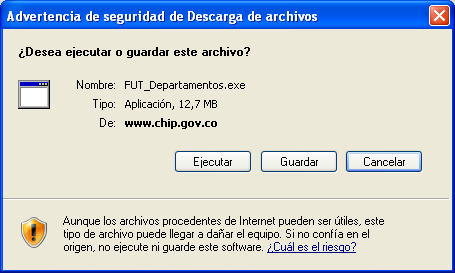 Advertencia de seguridad de Descarga de archivos
¿Desea ejecutar o guardar este archivo?
Nombre: FUT_Departamentos.exe
Tipo: Aplicación, 12,7 MB
De: www.chip.gov.co
Ejecutar Guardar Cancelar
Aunque los archivos procedentes de Internet pueden ser útiles, este
tipo de archivo puede llegar a dañar el equipo. Si no confía en el
origen, no ejecute ni guarde este software. ¿Cuál es el riesgo?